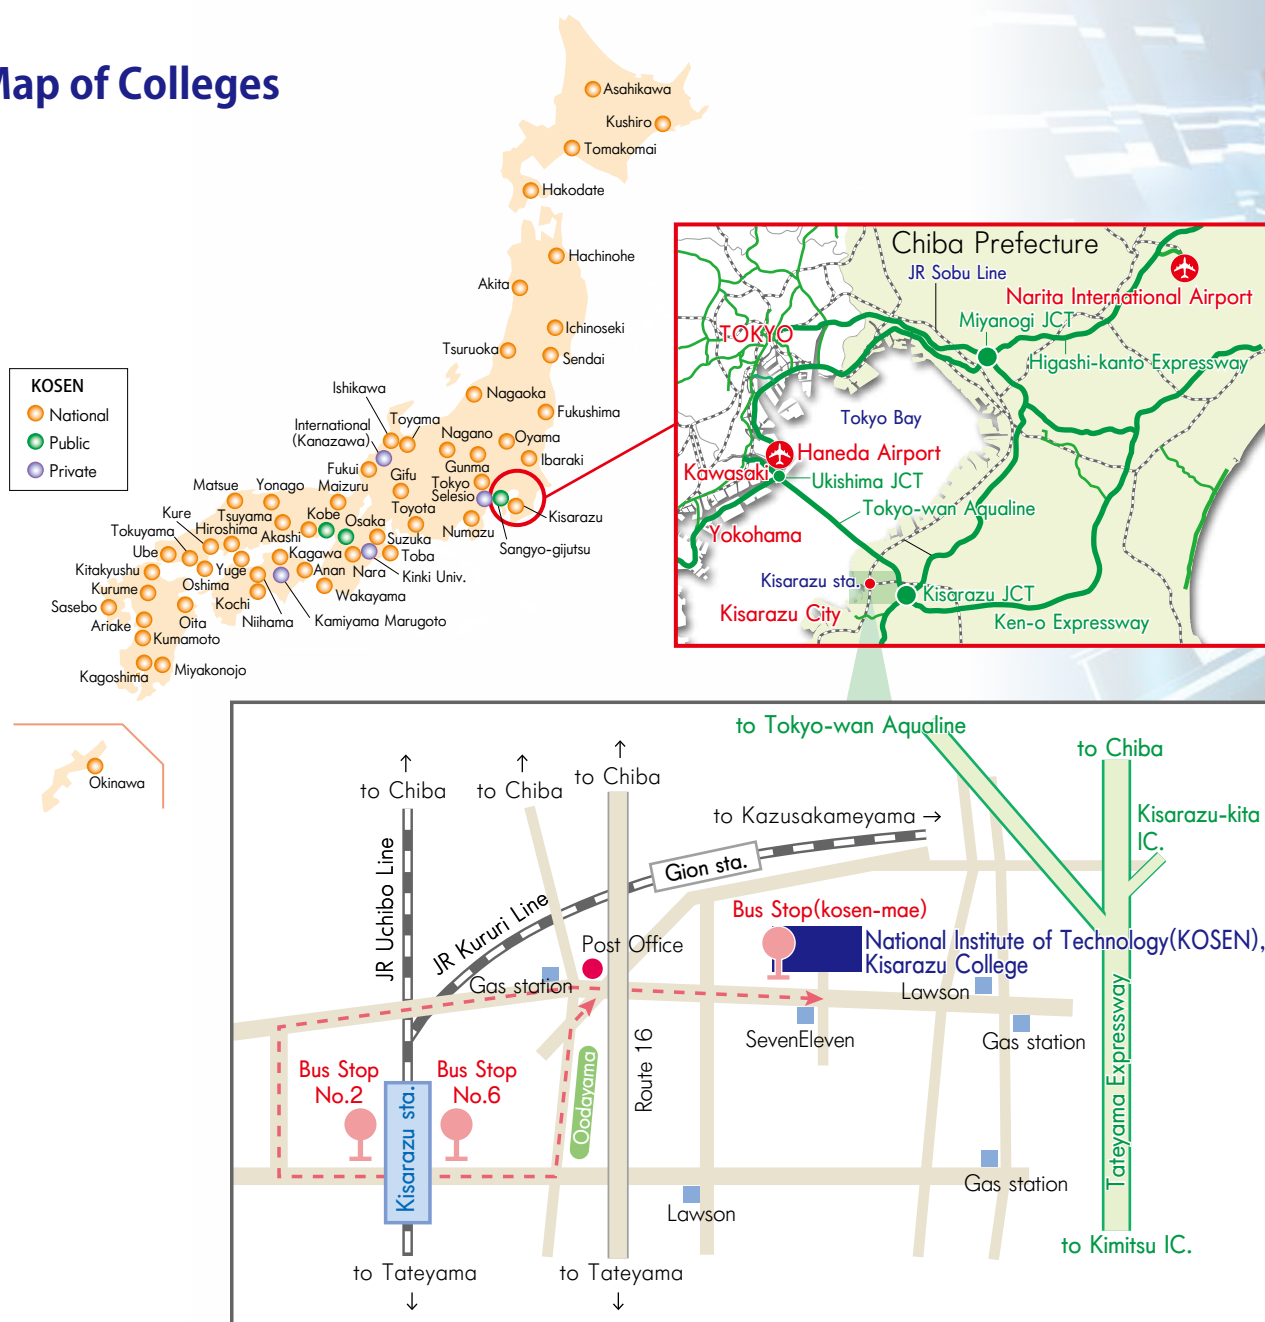 Map of Colleges
Asahikawa
Kushiro
Tomakomai
Hakodate
Hachinohe
Akita
Ichinoseki
Tsuruoka
Sendai
Nagaoka
Fukushima
Ishikawa
Toyama
International
(Kanazawa)
Nagano
Oyama
Gunma
Ibaraki
Fukui
Gifu
Tokyo
Selesio
Kisarazu
Matsue
Yonago
Maizuru
Toyota
Numazu
Sangyo-gijutsu
Kure
Tsuyama
Kobe
Osaka
Tokuyama
Hiroshima
Akashi
Suzuka
Ube
Kagawa
Toba
Kitakyushu
Yuge
Anan
Nara
Kinki Univ.
Kurume
Oshima
Wakayama
Sasebo
Kochi
Ariake
Oita
Niihama
Kamiyama Marugoto
Kumamoto
Kagoshima
Miyakonojo
Okinawa
KOSEN
National
Public
Private
Chiba Prefecture
JR Sobu Line
Narita International Airport
Miyanogi JCT
TOKYO
Higashi-kanto Expressway
Tokyo Bay
Haneda Airport
Kawasaki
Ukishima JCT
Tokyo-wan Aqualine
Yokohama
Kisarazu sta.
Kisarazu JCT
Kisarazu City
Ken-o Expressway
to Tokyo-wan Aqualine
to Chiba
↑
to Chiba
↑
to Chiba
↑
to Chiba
to Kazusakameyama →
Kisarazu-kita
IC.
JR Uchibo Line
JR Kururi Line
Gion sta.
Bus Stop(kosen-mae)
National Institute of Technology(KOSEN),
Kisarazu College
Post Office
Gas station
Lawson
SevenEleven
Gas station
Route 16
Oodayama
Tateyama Expressway
Bus Stop
No.2
Bus Stop
No.6
Kisarazu sta.
Gas station
Lawson
to Kimitsu IC.
to Tateyama
↓
to Tateyama
↓